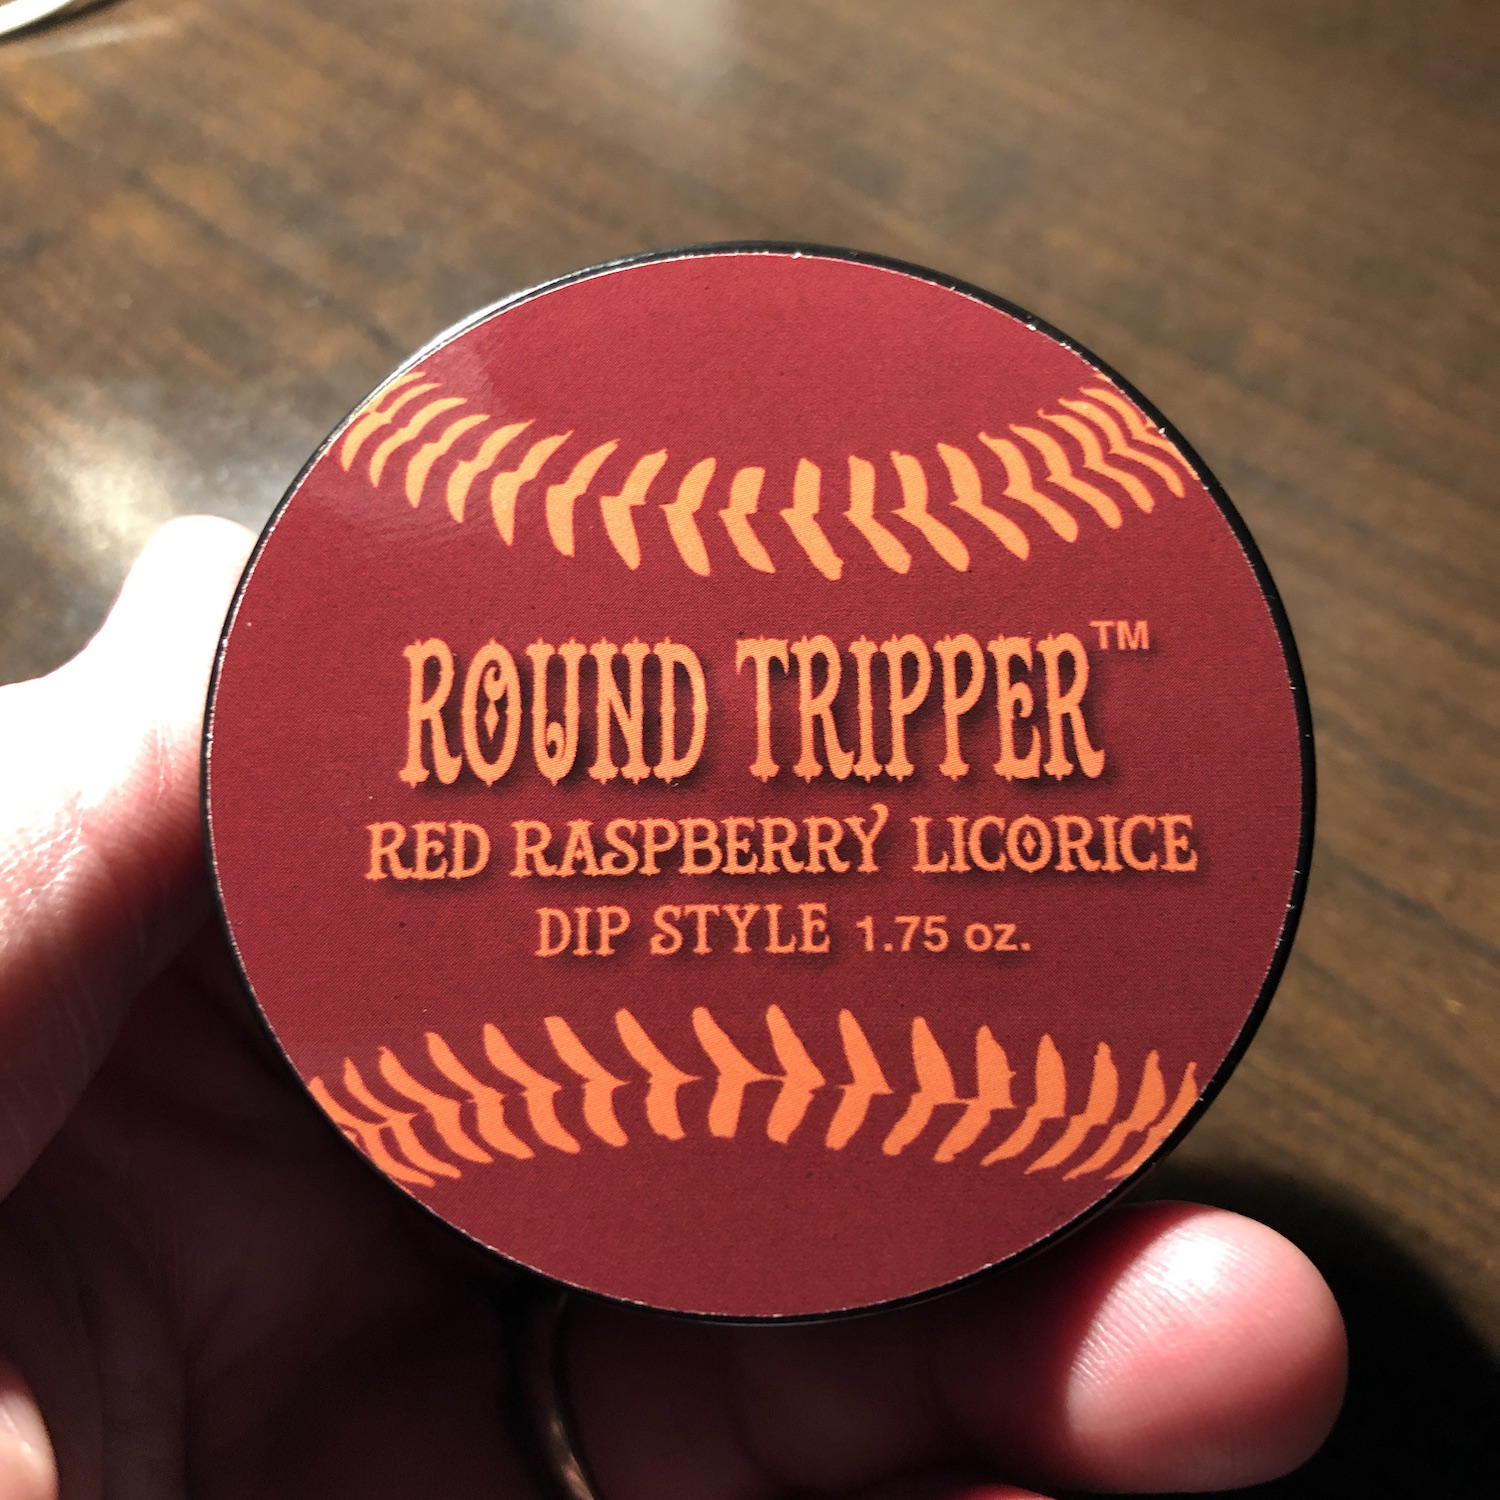 ROUND TRIPPER™
RED RASPBERRY LICORICE
DIP STYLE 1.75 oz.